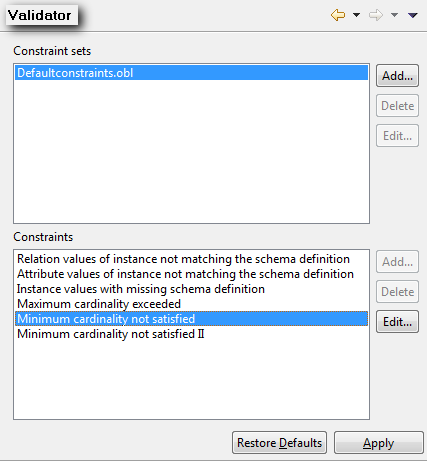 Validator
Constraint sets
Defaultconstraints.obl
Add...
Delete
Edit...
Constraints
Relation values of instance not matching the schema definition
Attribute values of instance not matching the schema definition
Instance values with missing schema definition
Maximum cardinality exceeded
Minimum cardinality not satisfied
Minimum cardinality not satisfied II
Add...
Delete
Edit...
Restore Defaults
Apply